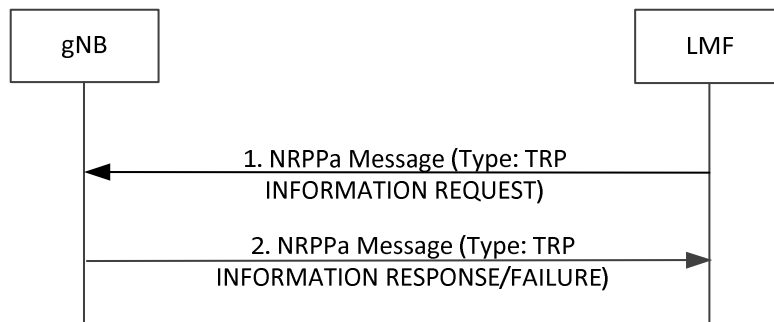 gNB
LMF
1. NRPPa Message (Type: TRP
INFORMATION REQUEST)
2. NRPPa Message (Type: TRP
INFORMATION RESPONSE/FAILURE)